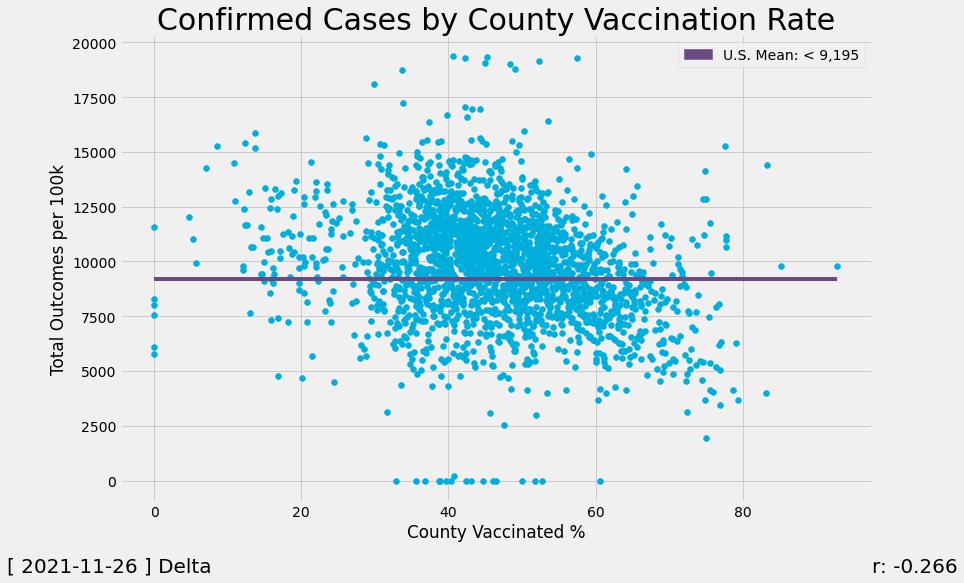 Confirmed Cases by County Vaccination Rate
U.S. Mean: < 9,195
20000
17500
15000
12500
10000
7500
5000
2500
0
Total Outcomes per 100k
0 20 40 60 80
County Vaccinated %
[ 2021-11-26 ] Delta
r: -0.266